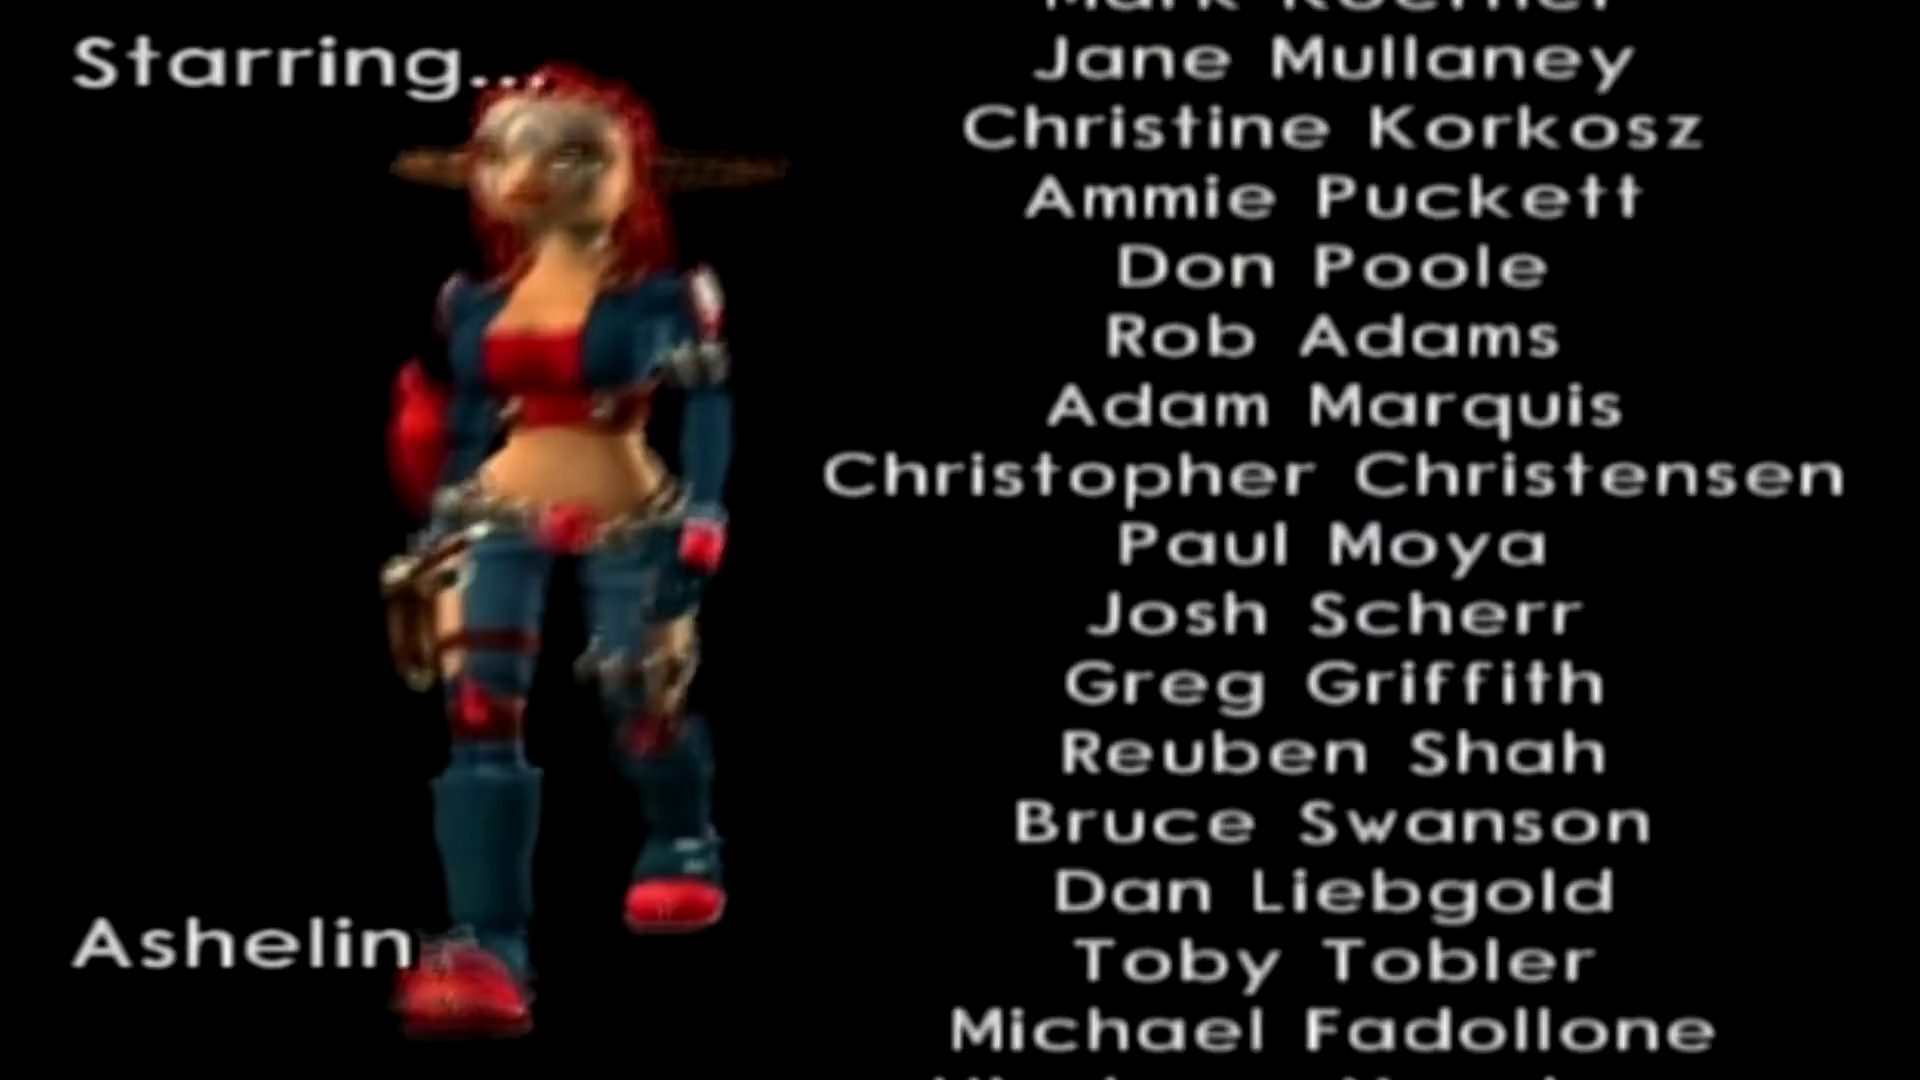 Starring...
Jane Mullaney
Christine Korkosz
Ammie Puckett
Don Poole
Rob Adams
Adam Marquis
Christopher Christensen
Paul Moya
Josh Scherr
Greg Griffith
Reuben Shah
Bruce Swanson
Dan Liebgold
Toby Tobler
Michael Fadollone
Ashelin